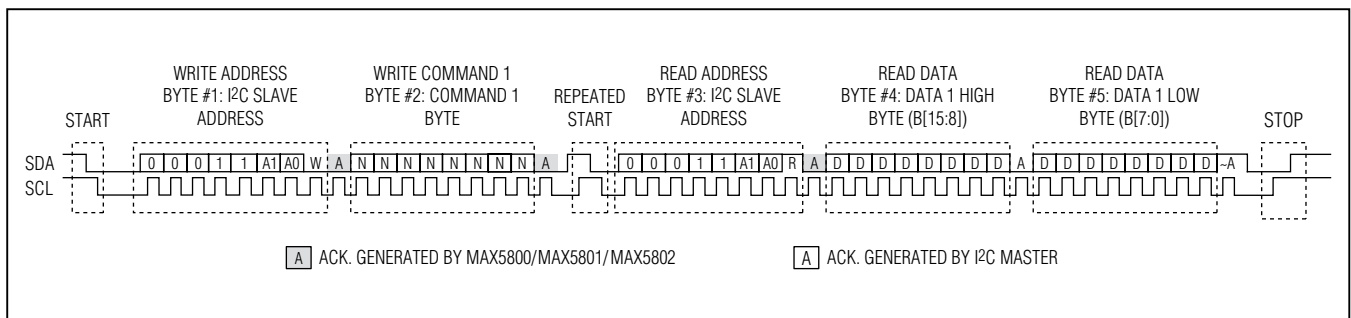 WRITE ADDRESS
BYTE #1: I2C SLAVE
ADDRESS
WRITE COMMAND 1
BYTE #2: COMMAND 1
BYTE
READ ADDRESS
BYTE #3: I2C SLAVE
ADDRESS
READ DATA
BYTE #4: DATA 1 HIGH
BYTE (B[15:8])
READ DATA
BYTE #5: DATA 1 LOW
BYTE (B[7:0])
START
REPEATED
START
STOP
SDA 0 0 0 1 1 A1 A0 W A N N N N N N N N A 0 0 0 1 1 A1 A0 R A D D D D D D D D A D D D D D D D D ~A
SCL
A ACK. GENERATED BY MAX5800/MAX5801/MAX5802
A ACK. GENERATED BY I2C MASTER